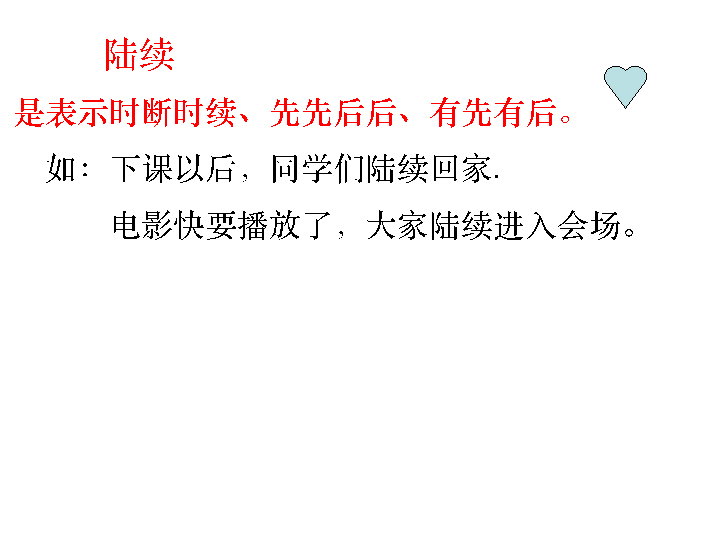 陆续
是表示时断时续、先先后后、有先有后。
如：下课以后，同学们陆续回家.
电影快要播放了，大家陆续进入会场。